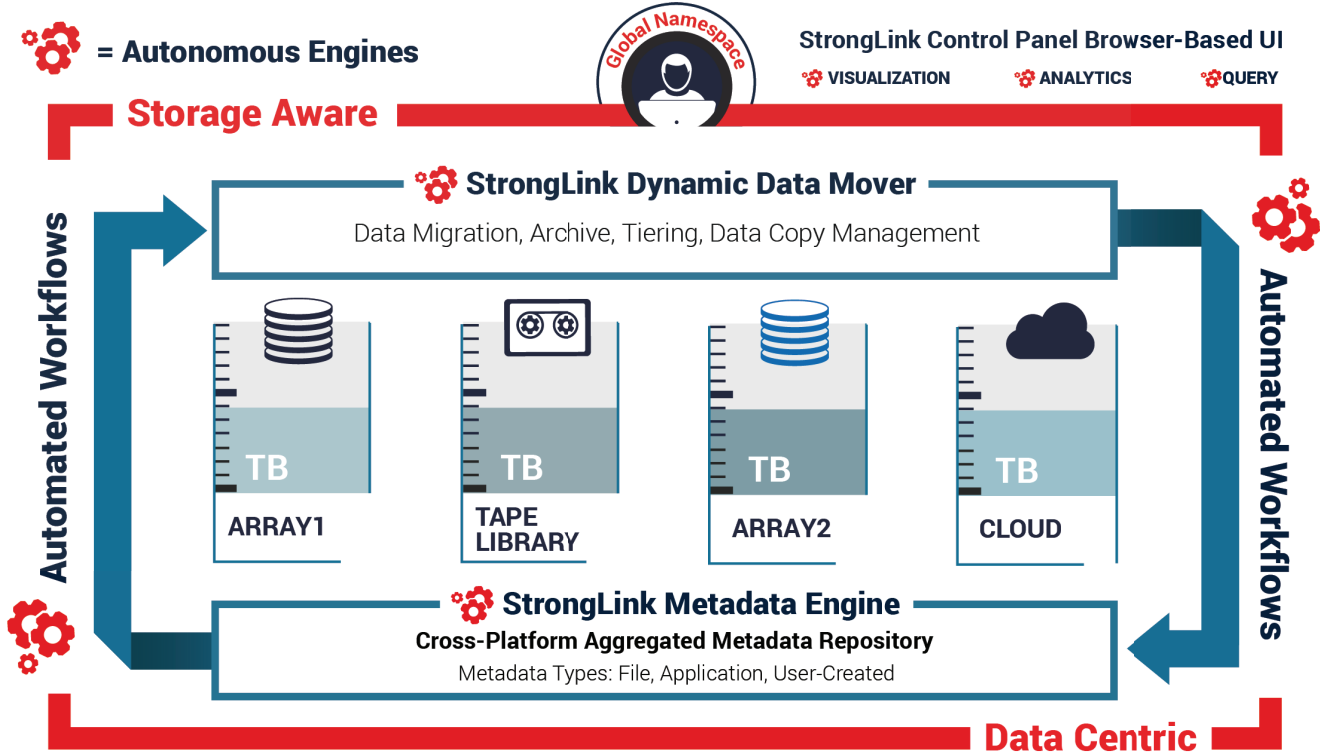 = Autonomous Engines
Global Namespace
StrongLink Control Panel Browser-Based UI
VISUALIZATION
ANALYTICS
QUERY
Storage Aware
StrongLink Dynamic Data Mover
Data Migration, Archive, Tiering, Data Copy Management
Automated Workflows
Automated Workflows
TB
TB
TB
TB
ARRAY1
TAPE
LIBRARY
ARRAY2
CLOUD
StrongLink Metadata Engine
Cross-Platform Aggregated Metadata Repository
Metadata Types: File, Application, User-Created
Data Centric